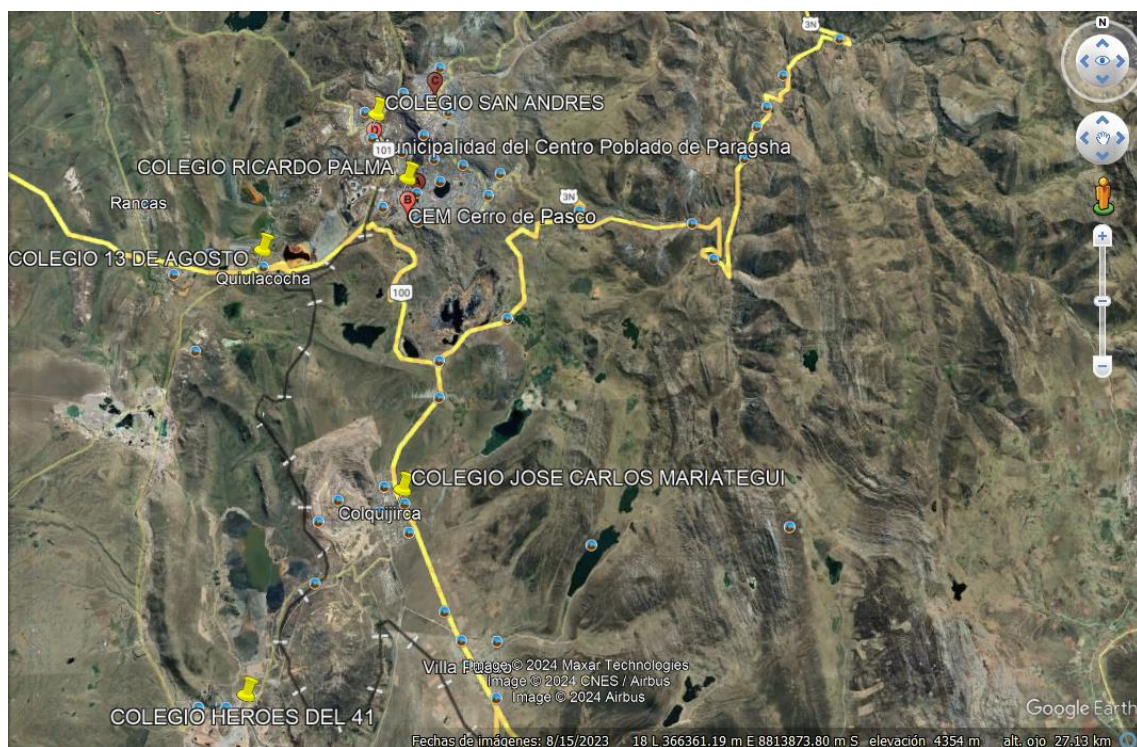 3N
N
C
COLEGIO SAN ANDRES
D
Municipalidad del Centro Poblado de Paragsha
101
COLEGIO RICARDO PALMA
B
3N
Rancas
CEM Cerro de Pasco
COLEGIO 13 DE AGOSTO
Quiulacocha
100
COLEGIO JOSE CARLOS MARIATEGUI
Colquijirca
Villa Pasco
Image © 2024 Maxar Technologies
Image © 2024 CNES / Airbus
Image © 2024 Airbus
COLEGIO HEROES DEL 41
Google Earth
Fechas de imágenes: 8/15/2023 18 L 366361.19 m E 8813873.80 m S elevación 4354 m alt. ojo 27.13 km